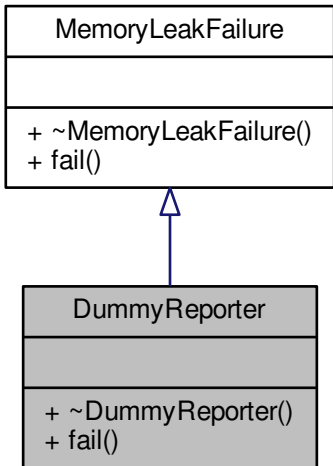 MemoryLeakFailure
+ ~MemoryLeakFailure()
+ fail()
DummyReporter
+ ~DummyReporter()
+ fail()